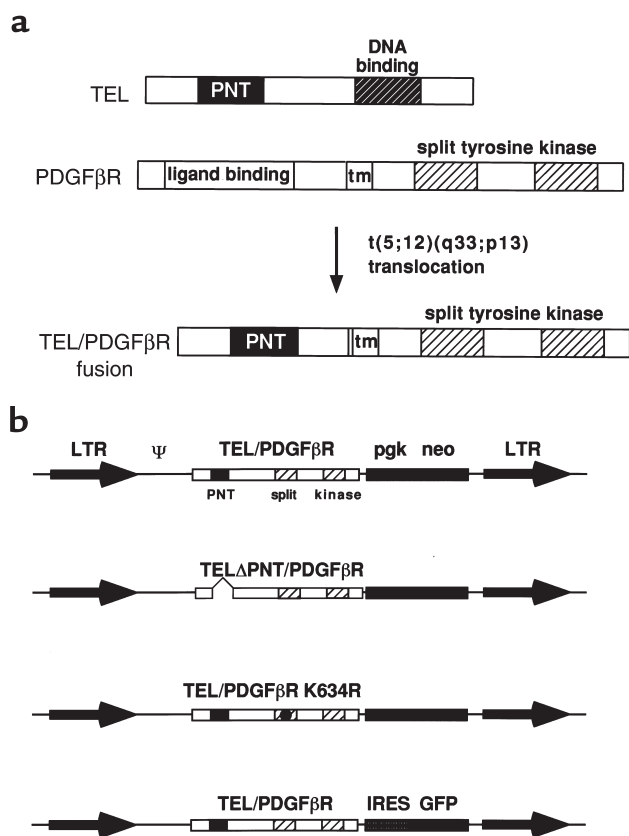 a
DNA
binding
TEL
PNT
split tyrosine kinase
PDGFβR
ligand binding
tm
t(5;12)(q33;p13)
translocation
split tyrosine kinase
TEL/PDGFβR
fusion
PNT
tm
b
LTR Ψ TEL/PDGFβR pgk neo LTR
PNT split kinase
TELΔPNT/PDGFβR
TEL/PDGFβR K634R
TEL/PDGFβR IRES GFP